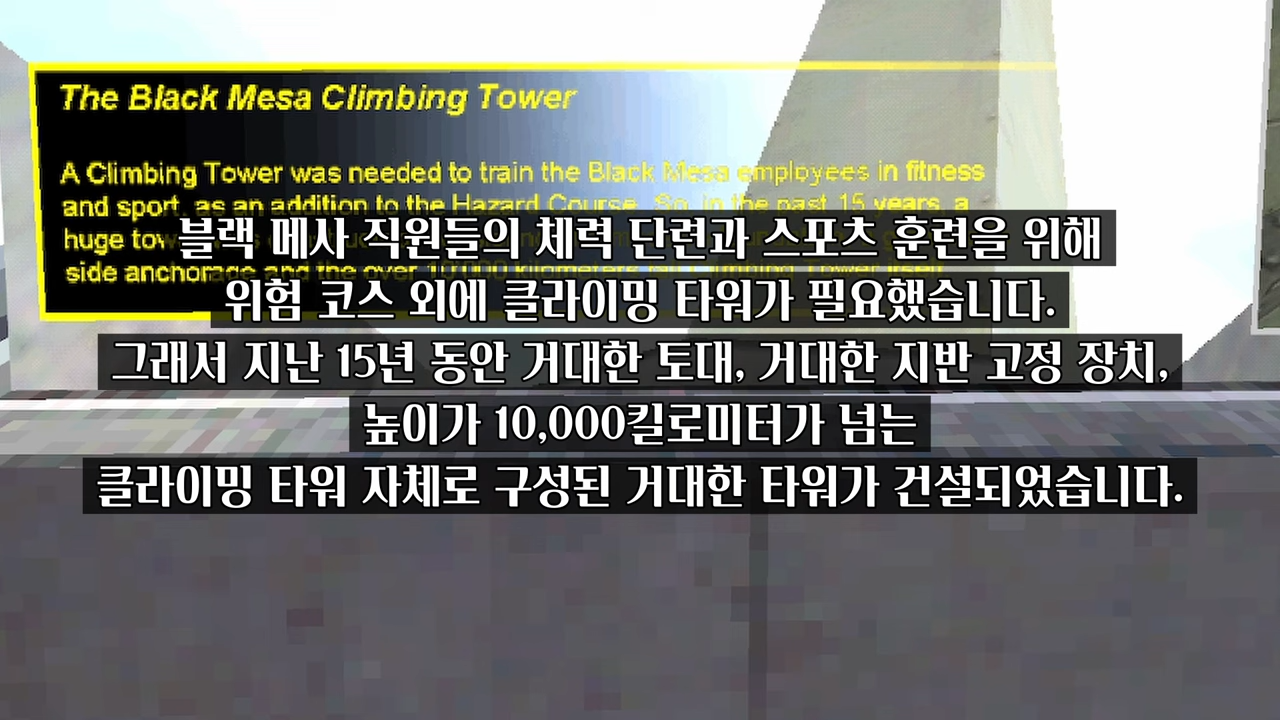 The Black Mesa Climbing Tower
A Climbing Tower was needed to train the Black Mesa employees in fitness
and sport, as an addition to the Hazard Course. So, in the past 15 years, a
huge
side anchorage and the over 10'000 kilometers tall Climbing Tower itself.
블랙 메사 직원들의 체력 단련과 스포츠 훈련을 위해
위험 코스 외에 클라이밍 타워가 필요했습니다.
그래서 지난 15년 동안 거대한 토대, 거대한 지반 고정 장치,
높이가 10,000킬로미터가 넘는
클라이밍 타워 자체로 구성된 거대한 타워가 건설되었습니다.